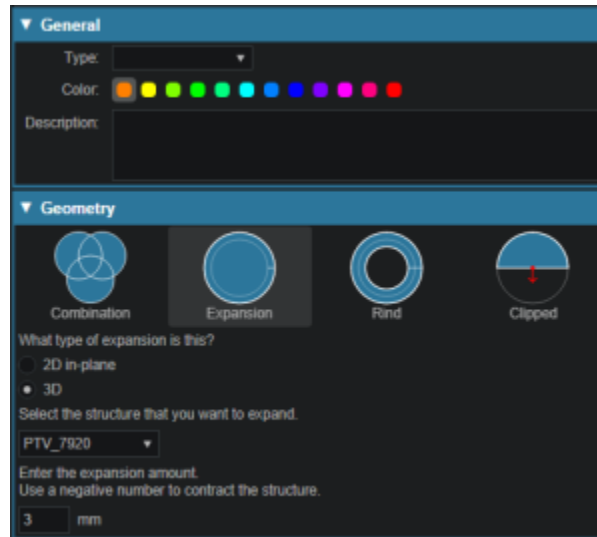 ▼ General
Type:
Color:
Description:
▼ Geometry
Combination Expansion Rind Clipped
What type of expansion is this?
2D in-plane
3D
Select the structure that you want to expand.
PTV_7920
Enter the expansion amount.
Use a negative number to contract the structure.
3 mm